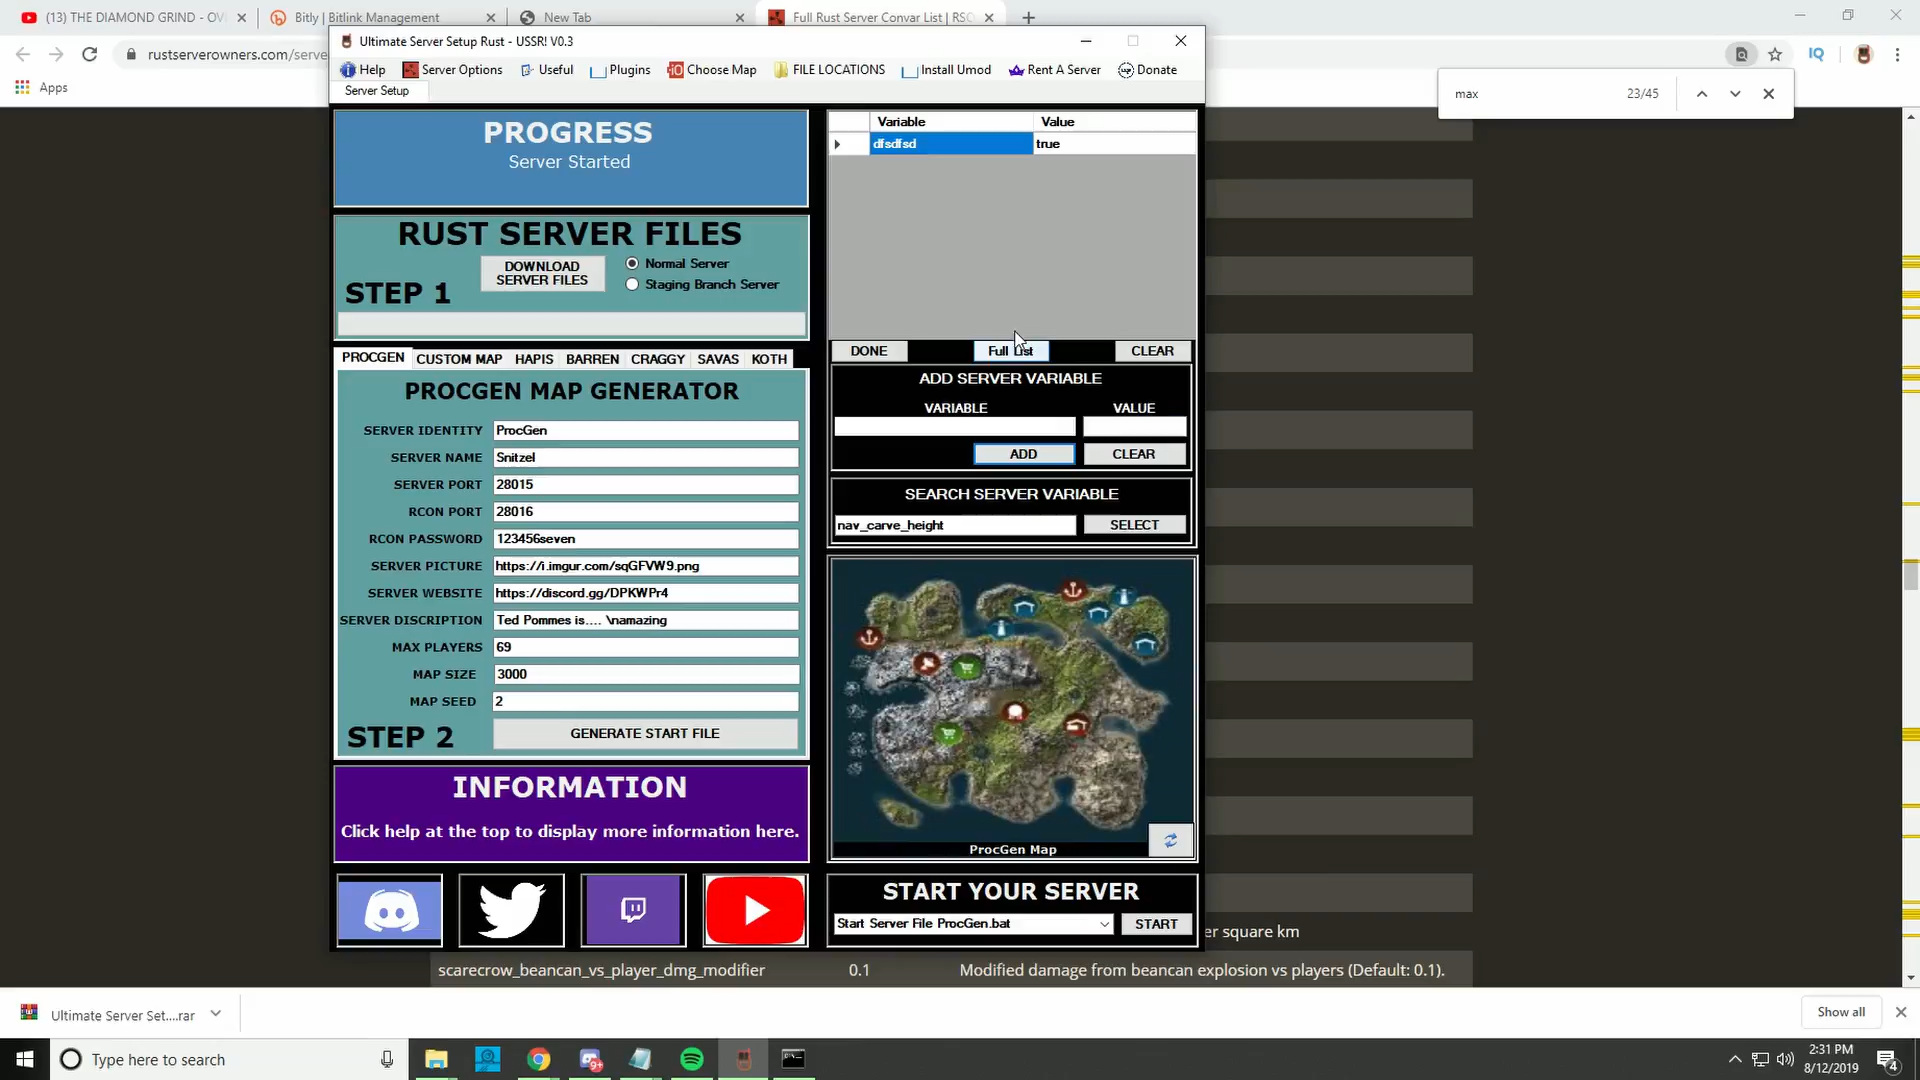 (13) THE DIAMOND GRIND - OV
Bitly | Bitlink Management
New Tab
Full Rust Server Convar List | RSO
rustserverowners.com/serve
Apps
max
23/45
Ultimate Server Setup Rust - USSR! V0.3
Help
Server Options
Useful
Plugins
Choose Map
FILE LOCATIONS
Install Umod
Rent A Server
Donate
Server Setup
PROGRESS
Server Started
RUST SERVER FILES
DOWNLOAD
SERVER FILES
Normal Server
Staging Branch Server
STEP 1
PROCGEN
CUSTOM MAP
HAPIS
BARREN
CRAGGY
SAVAS
KOTH
PROCGEN MAP GENERATOR
SERVER IDENTITY ProcGen
SERVER NAME Snitzel
SERVER PORT 28015
RCON PORT 28016
RCON PASSWORD 123456seven
SERVER PICTURE https://i.imgur.com/sqGFVW9.png
SERVER WEBSITE https://discord.gg/DPKWPr4
SERVER DISCRIPTION Ted Pommes is.... \namazing
MAX PLAYERS 69
MAP SIZE 3000
MAP SEED 2
STEP 2
GENERATE START FILE
INFORMATION
Click help at the top to display more information here.
Variable Value
dfsdfsd true
DONE
Full List
CLEAR
ADD SERVER VARIABLE
VARIABLE VALUE
ADD
CLEAR
SEARCH SERVER VARIABLE
nav_carve_height
SELECT
ProcGen Map
START YOUR SERVER
Start Server File ProcGen.bat
START
er square km
scarecrow_beancan_vs_player_dmg_modifier 0.1 Modified damage from beancan explosion vs players (Default: 0.1).
Ultimate Server Set....rar
Show all
Type here to search
2:31 PM
8/12/2019